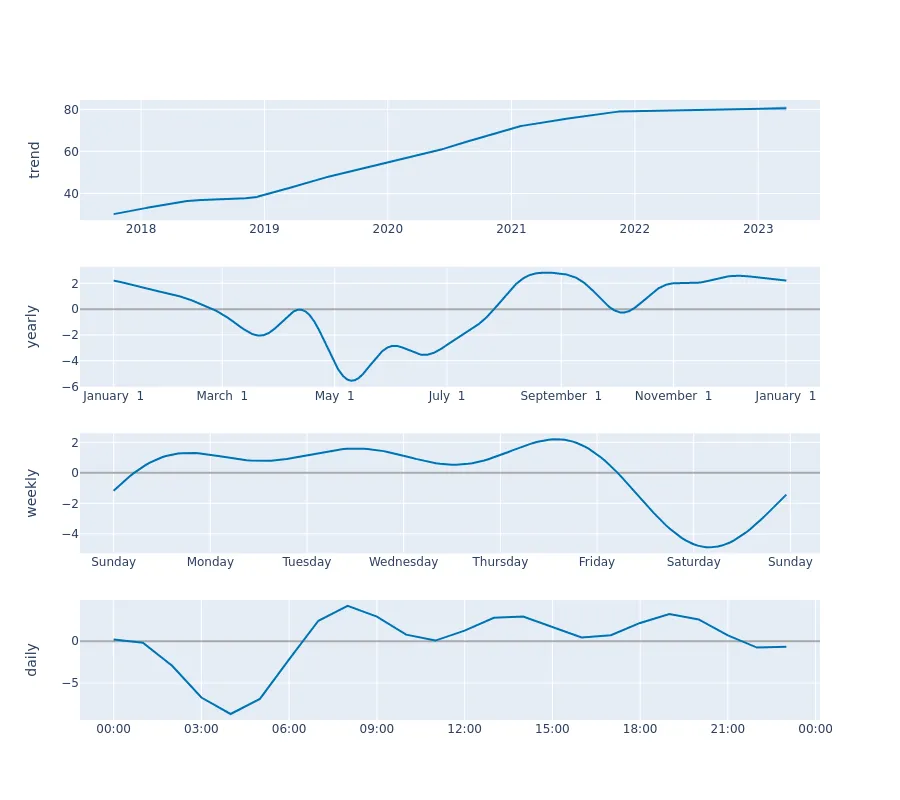 trend
80
60
40
2018 2019 2020 2021 2022 2023
yearly
2
0
−2
−4
−6
January 1 March 1 May 1 July 1 September 1 November 1 January 1
weekly
2
0
−2
−4
Sunday Monday Tuesday Wednesday Thursday Friday Saturday Sunday
daily
0
−5
00:00 03:00 06:00 09:00 12:00 15:00 18:00 21:00 00:00